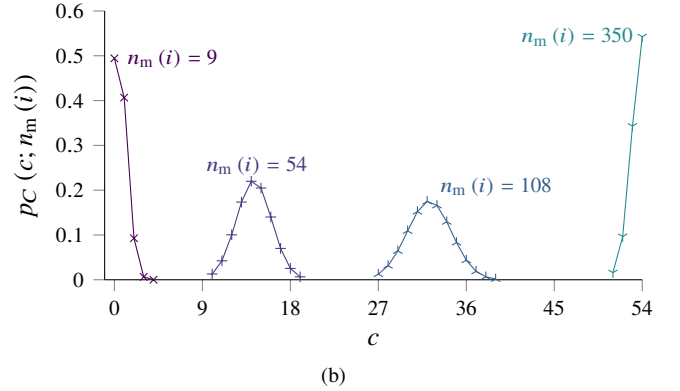 0.6
0.5
0.4
0.3
0.2
0.1
0
p_C (c; n_m (i))
n_m (i) = 9
n_m (i) = 54
n_m (i) = 108
n_m (i) = 350
0 9 18 27 36 45 54
c
(b)